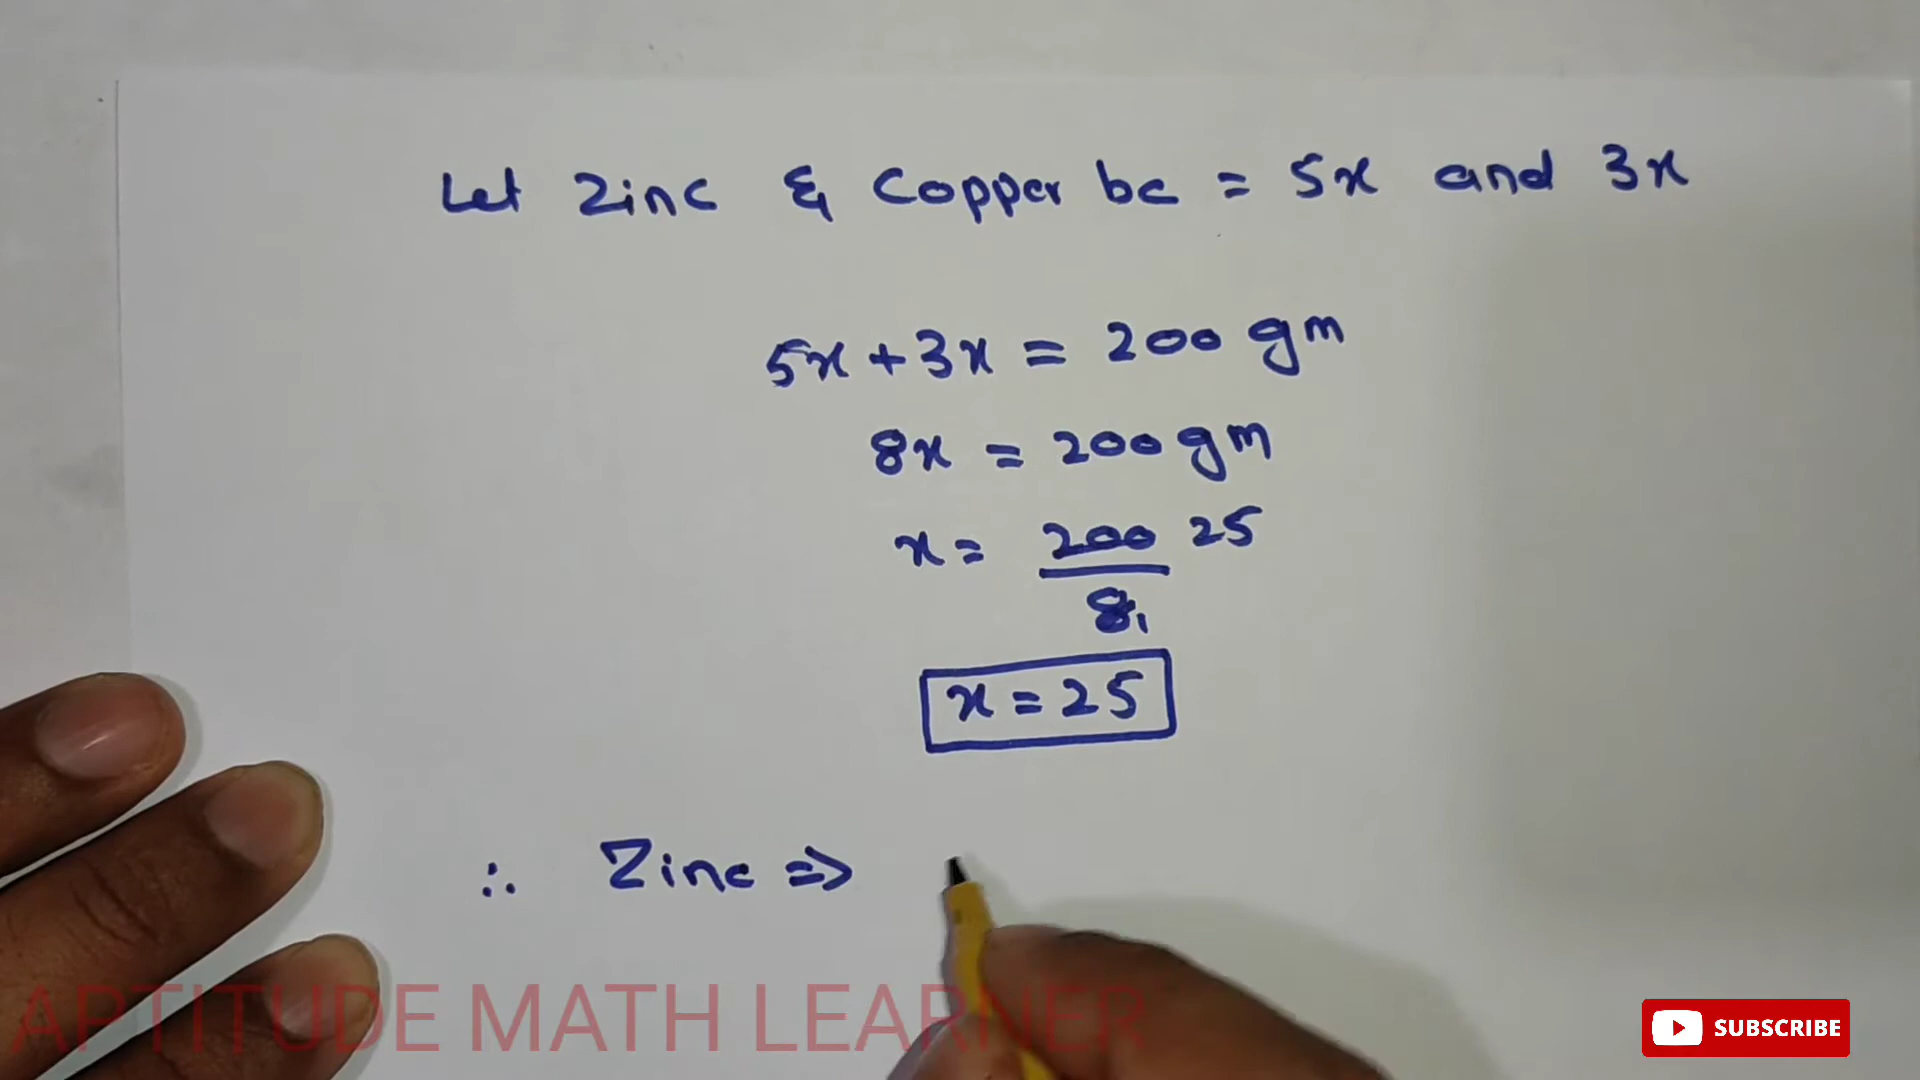 Let Zinc & Copper be = 5x and 3x
5x + 3x = 200 gm
8x = 200 gm
x = 200 25
8 1
x = 25
∴ Zinc ⇒
APTITUDE MATH LEARNER
SUBSCRIBE